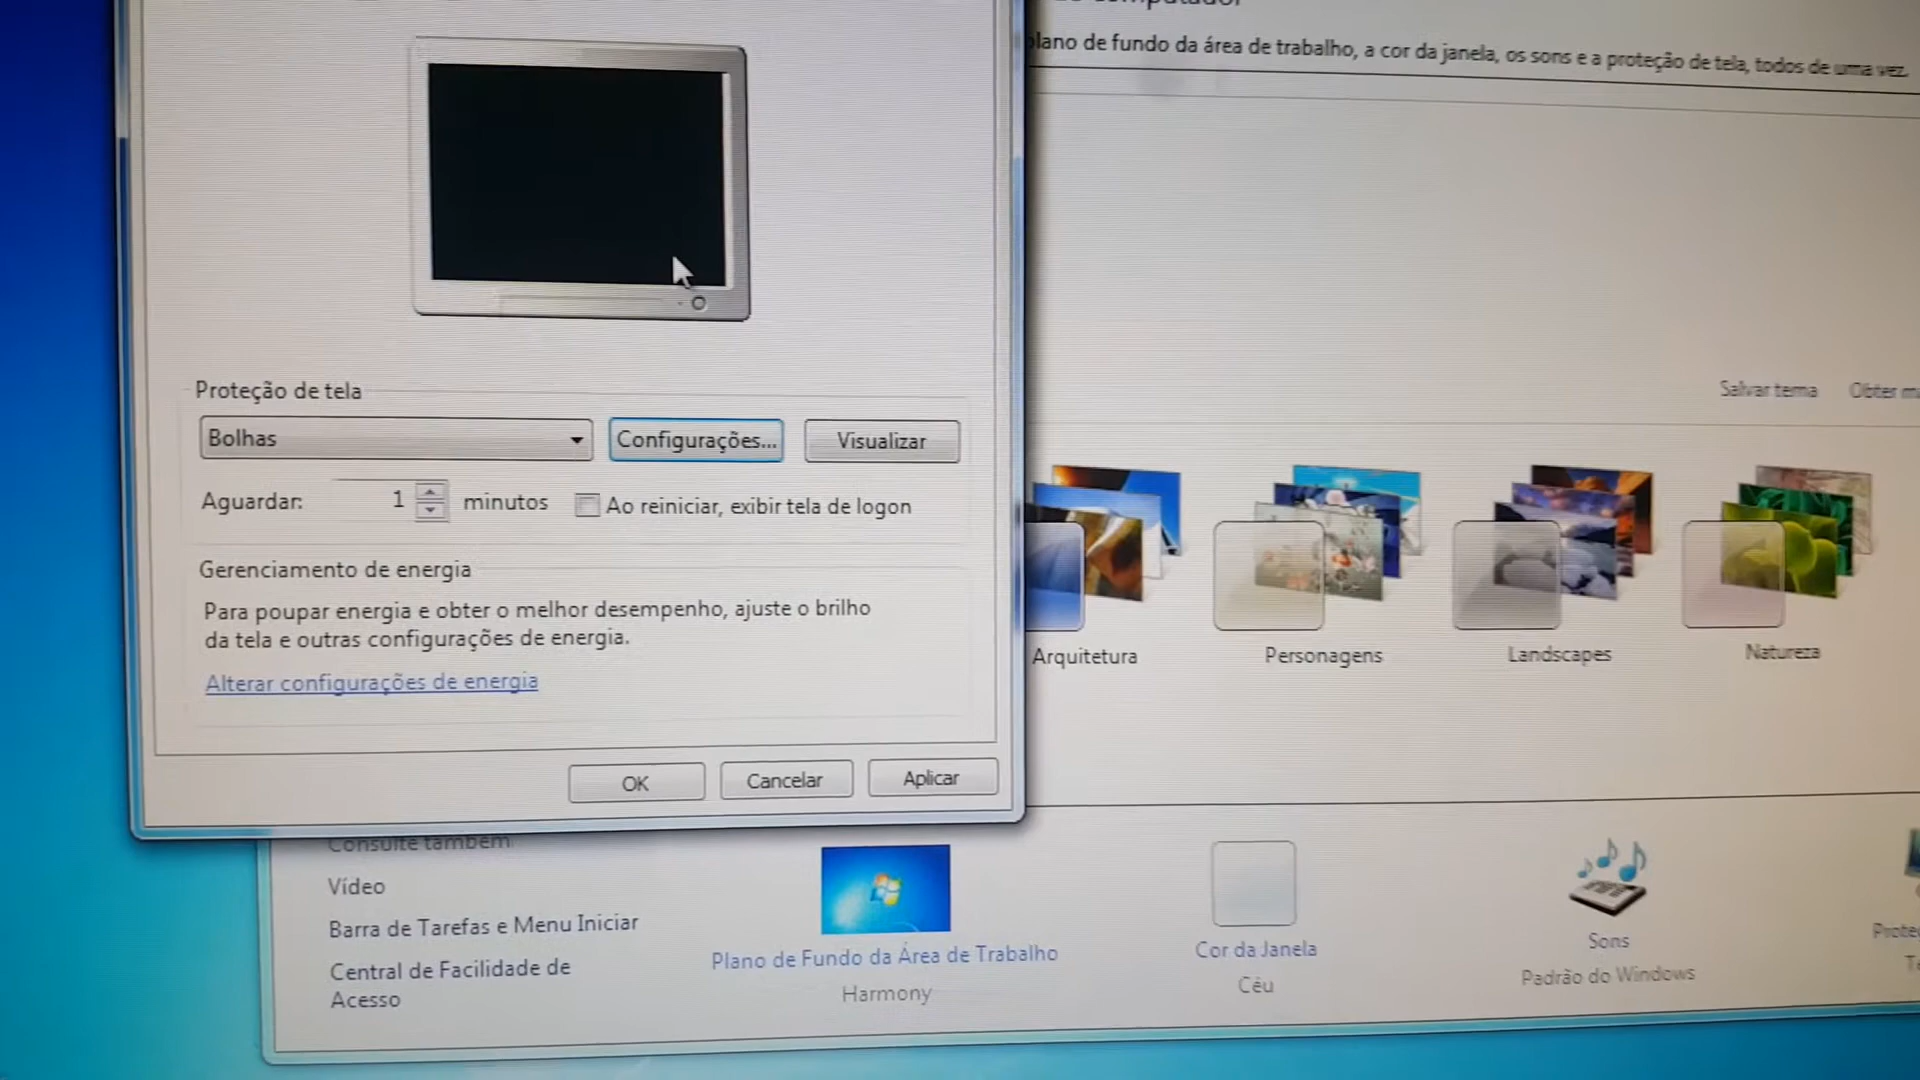 plano de fundo da área de trabalho, a cor da janela, os sons e a proteção de tela, todos de uma vez.
Proteção de tela
Bolhas
Configurações...
Visualizar
Aguardar:
1
minutos
Ao reiniciar, exibir tela de logon
Gerenciamento de energia
Para poupar energia e obter o melhor desempenho, ajuste o brilho
da tela e outras configurações de energia.
Alterar configurações de energia
OK
Cancelar
Aplicar
Salvar tema
Obter
Arquitetura
Personagens
Landscapes
Natureza
Consulte também
Vídeo
Barra de Tarefas e Menu Iniciar
Central de Facilidade de
Acesso
Plano de Fundo da Área de Trabalho
Harmony
Cor da Janela
Céu
Sons
Padrão do Windows